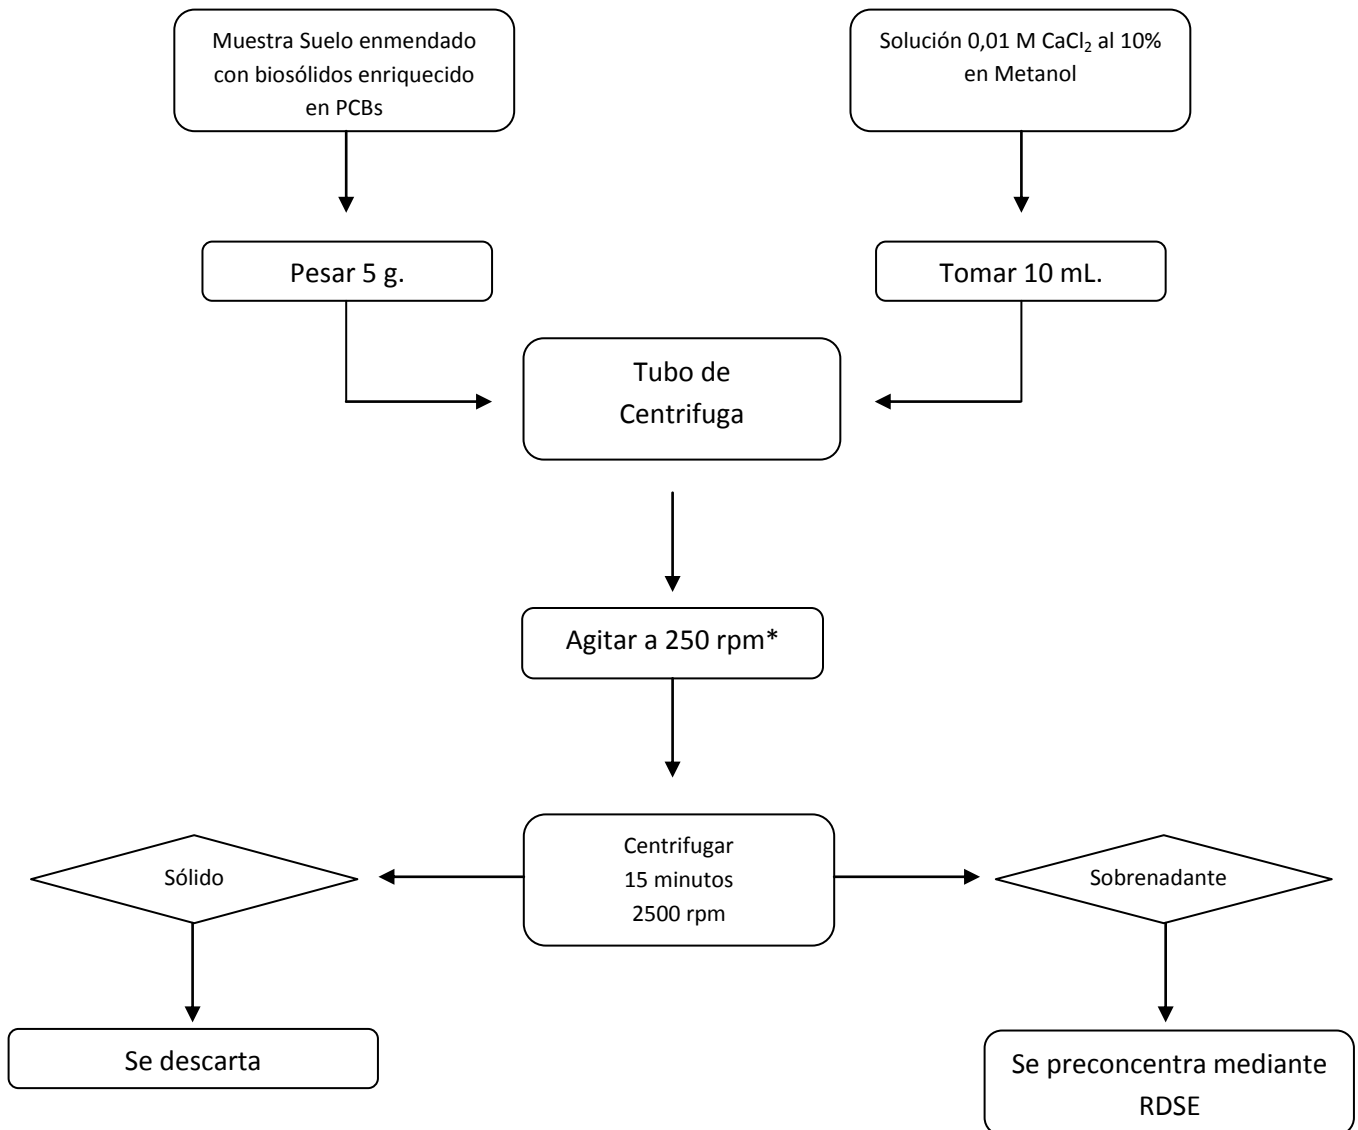 Muestra Suelo enmendado
con biosólidos enriquecido
en PCBs
Solución 0,01 M CaCl₂ al 10%
en Metanol
Pesar 5 g.
Tomar 10 mL.
Tubo de
Centrifuga
Agitar a 250 rpm*
Centrifugar
15 minutos
2500 rpm
Sólido
Sobrenadante
Se descarta
Se preconcentra mediante
RDSE